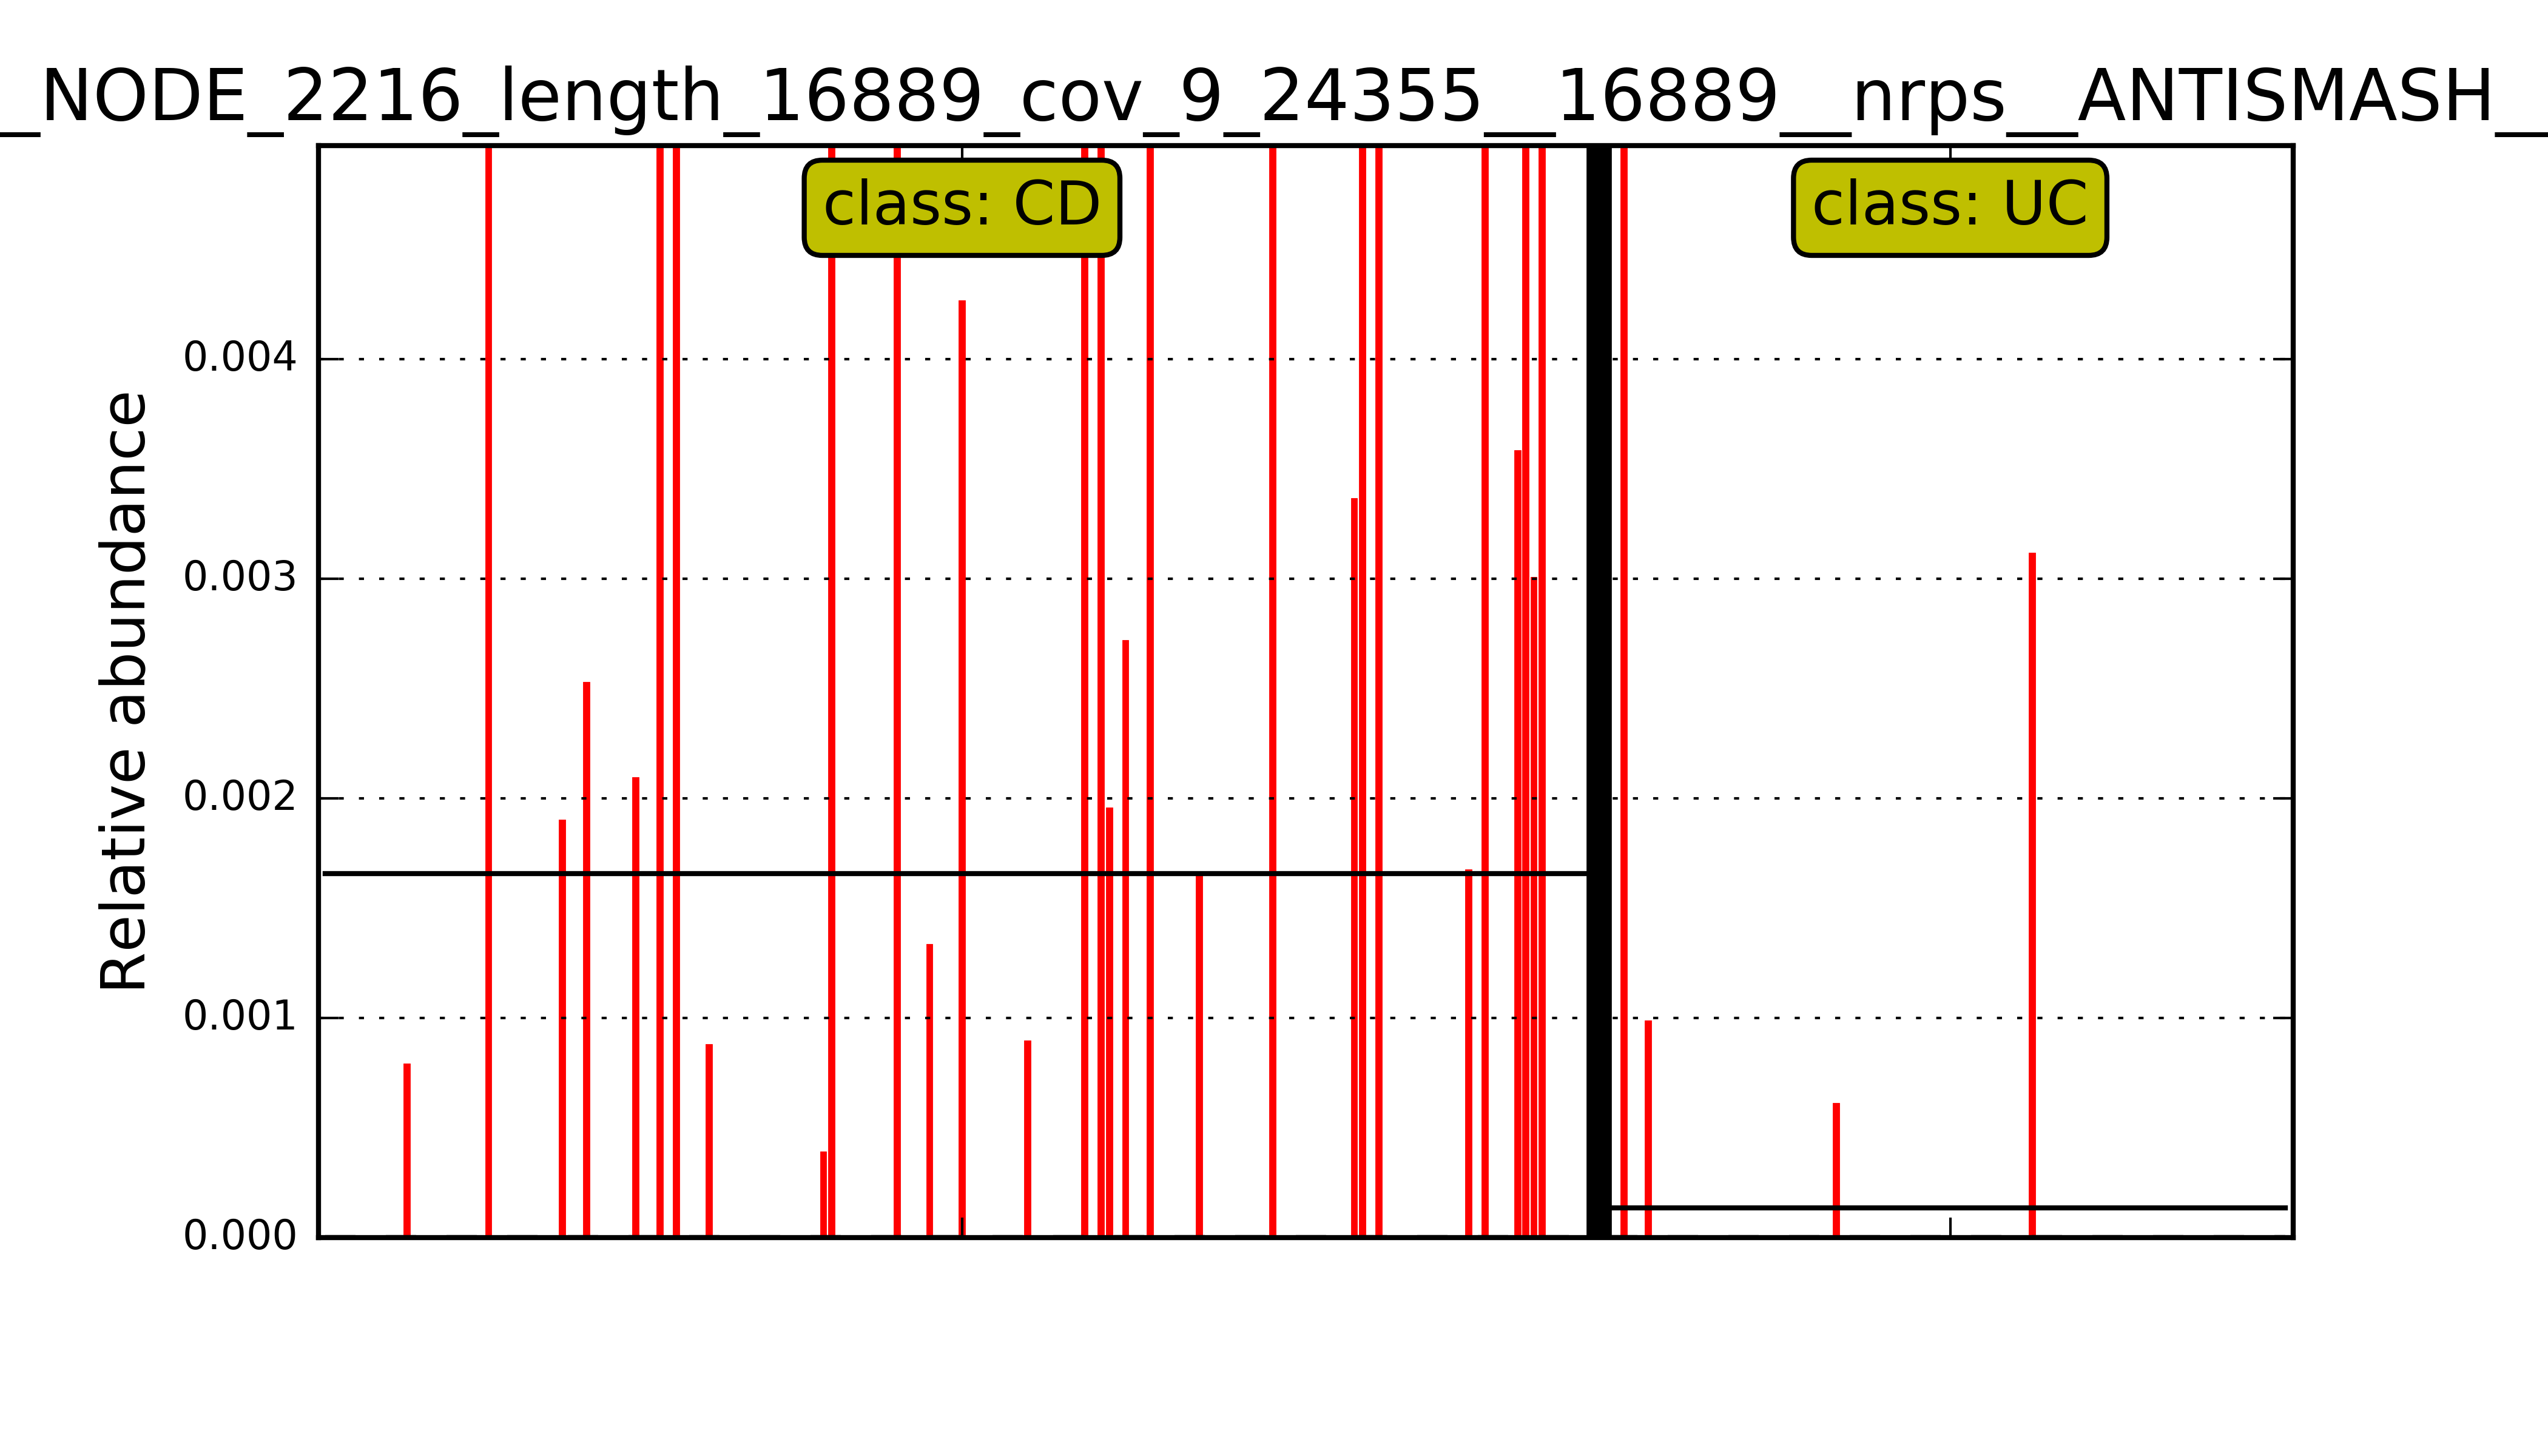 _NODE_2216_length_16889_cov_9_24355__16889__nrps__ANTISMASH__
class: CD
class: UC
Relative abundance
0.004
0.003
0.002
0.001
0.000